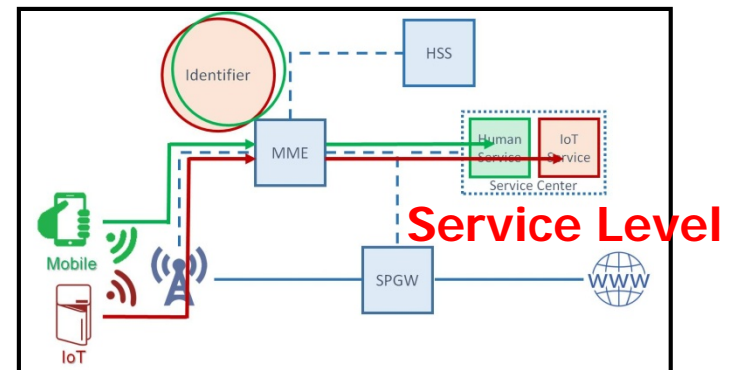 HSS
Identifier
MME
Human
Service
IoT
Service
Service Center
Service Level
Mobile
SPGW
WWW
IoT